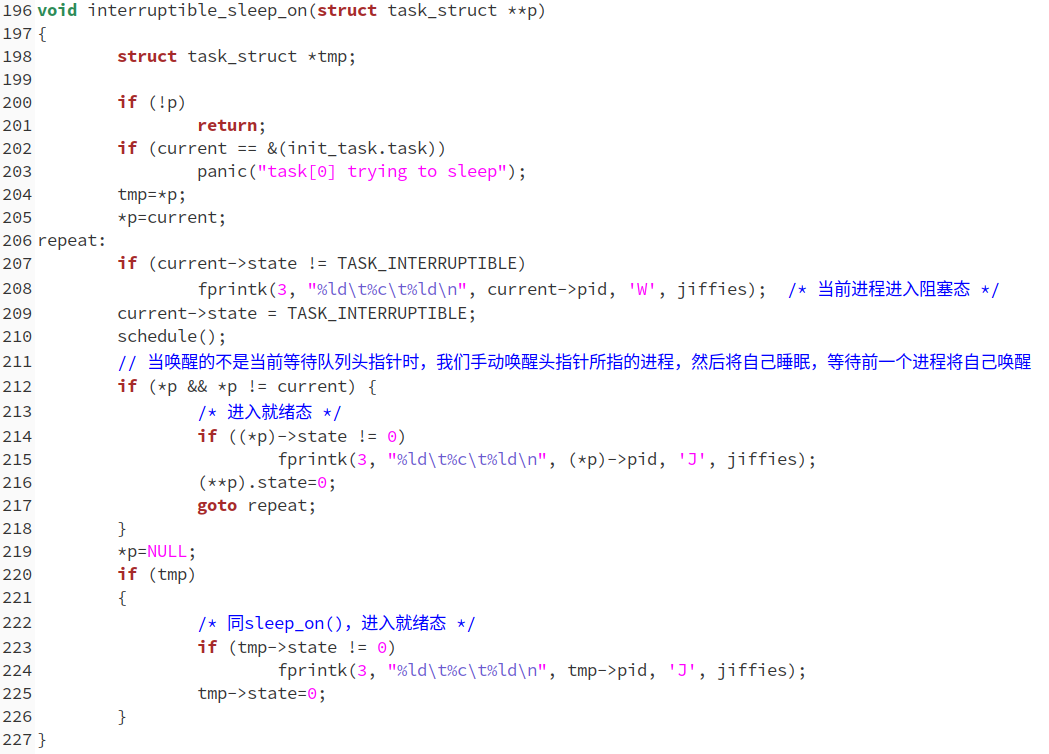 196 void interruptible_sleep_on(struct task_struct **p)
197 {
198         struct task_struct *tmp;
199
200         if (!p)
201                 return;
202         if (current == &(init_task.task))
203                 panic("task[0] trying to sleep");
204         tmp=*p;
205         *p=current;
206 repeat:
207         if (current->state != TASK_INTERRUPTIBLE)
208                 fprintk(3, "%ld\t%c\t%ld\n", current->pid, 'W', jiffies);  /* 当前进程进入阻塞态 */
209         current->state = TASK_INTERRUPTIBLE;
210         schedule();
211         // 当唤醒的不是当前等待队列头指针时，我们手动唤醒头指针所指的进程，然后将自己睡眠，等待前一个进程将自己唤醒
212         if (*p && *p != current) {
213                 /* 进入就绪态 */
214                 if ((*p)->state != 0)
215                         fprintk(3, "%ld\t%c\t%ld\n", (*p)->pid, 'J', jiffies);
216                 (**p).state=0;
217                 goto repeat;
218         }
219         *p=NULL;
220         if (tmp)
221         {
222                 /* 同sleep_on()，进入就绪态 */
223                 if (tmp->state != 0)
224                         fprintk(3, "%ld\t%c\t%ld\n", tmp->pid, 'J', jiffies);
225                 tmp->state=0;
226         }
227 }